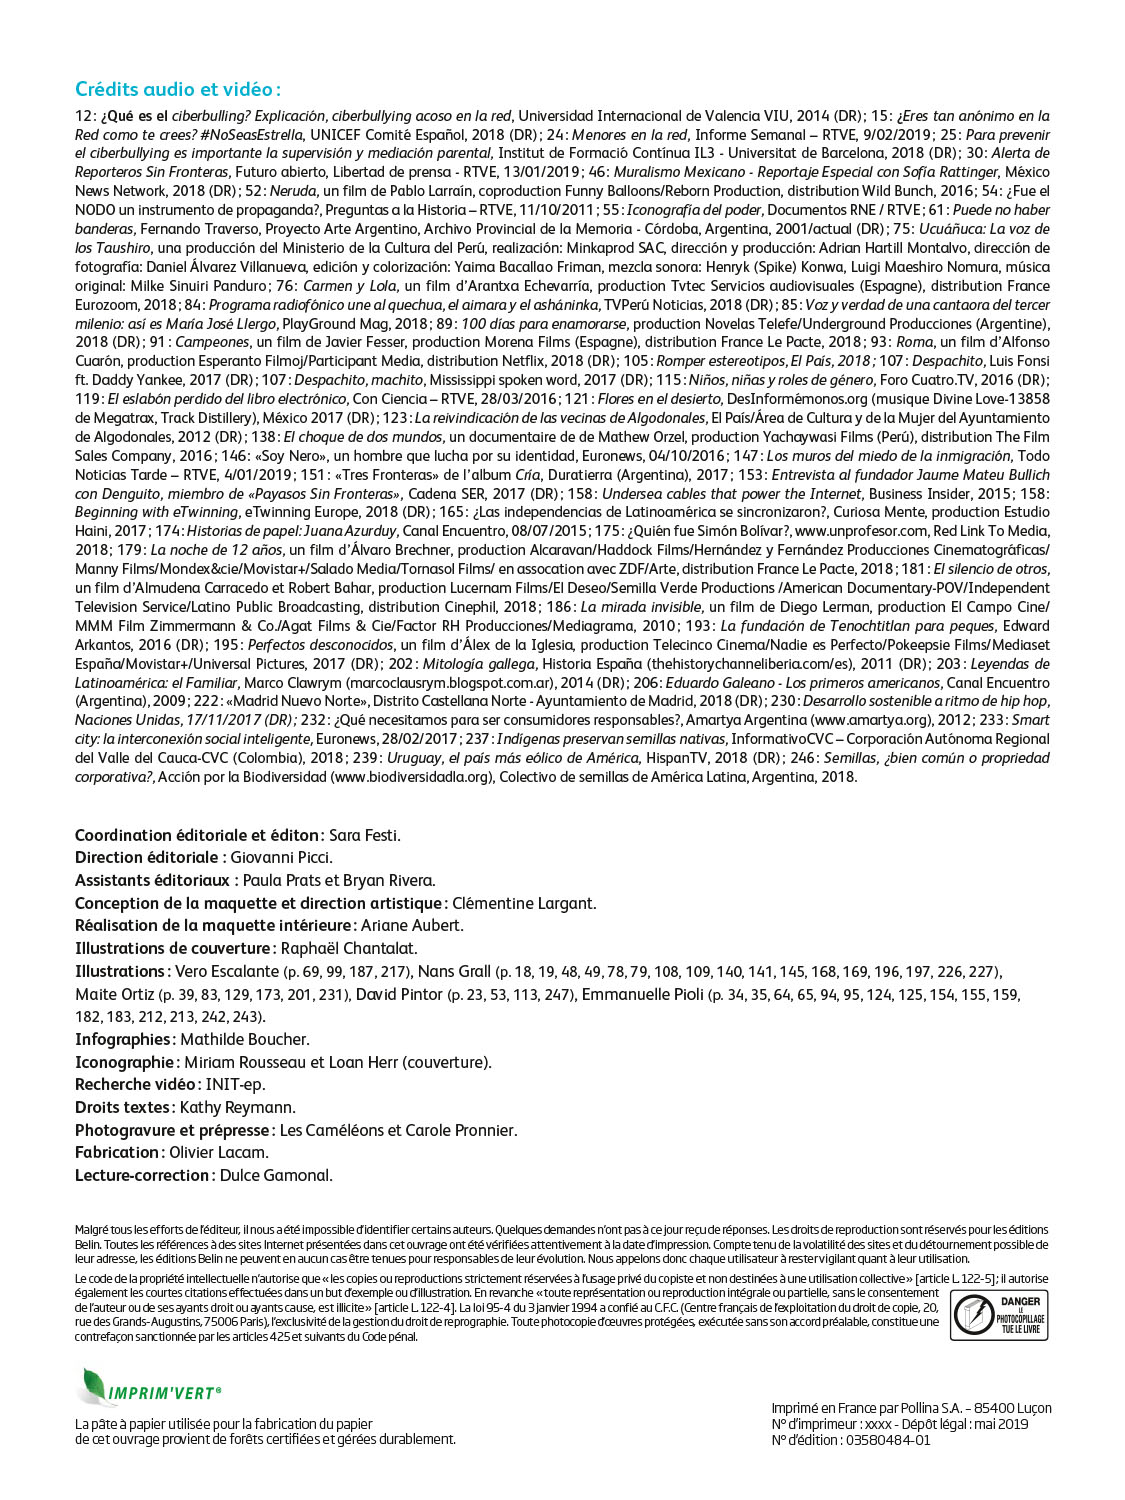 Crédits audio et vidéo :
12 : ¿Qué es el ciberbulling? Explicación, ciberbullying acoso en la red, Universidad Internacional de Valencia VIU, 2014 (DR) ; 15 : ¿Eres tan anónimo en la
Red como te crees? #NoSeasEstrella, UNICEF Comité Español, 2018 (DR) ; 24 : Menores en la red, Informe Semanal – RTVE, 9/02/2019 ; 25 : Para prevenir
el ciberbullying es importante la supervisión y mediación parental, Institut de Formació Contínua IL3 - Universitat de Barcelona, 2018 (DR) ; 30 : Alerta de
Reporteros Sin Fronteras, Futuro abierto, Libertad de prensa - RTVE, 13/01/2019 ; 46 : Muralismo Mexicano - Reportaje Especial con Sofía Rattinger, México
News Network, 2018 (DR) ; 52 : Neruda, un film de Pablo Larraín, coproduction Funny Balloons/Reborn Production, distribution Wild Bunch, 2016 ; 54 : ¿Fue el
NODO un instrumento de propaganda?, Preguntas a la Historia – RTVE, 11/10/2011 ; 55 : Iconografía del poder, Documentos RNE / RTVE ; 61 : Puede no haber
banderas, Fernando Traverso, Proyecto Arte Argentino, Archivo Provincial de la Memoria - Córdoba, Argentina, 2001/actual (DR) ; 75 : Ucuáñuca: La voz de
los Taushiro, una producción del Ministerio de la Cultura del Perú, realización: Minkaprod SAC, dirección y producción: Adrian Hartill Montalvo, dirección de
fotografía: Daniel Álvarez Villanueva, edición y colorización: Yaima Bacallao Friman, mezcla sonora: Henryk (Spike) Konwa, Luigi Maeshiro Nomura, música
original: Milke Sinuiri Panduro ; 76 : Carmen y Lola, un film d’Arantxa Echevarría, production Tvtec Servicios audiovisuales (Espagne), distribution France
Eurozoom, 2018 ; 84 : Programa radiofónico une al quechua, el aimara y el asháninka, TVPerú Noticias, 2018 (DR) ; 85 : Voz y verdad de una cantaora del tercer
milenio: así es María José Llergo, PlayGround Mag, 2018 ; 89 : 100 días para enamorarse, production Novelas Telefe/Underground Producciones (Argentine),
2018 (DR) ; 91 : Campeones, un film de Javier Fesser, production Morena Films (Espagne), distribution France Le Pacte, 2018 ; 93 : Roma, un film d’Alfonso
Cuarón, production Esperanto Filmoj/Participant Media, distribution Netflix, 2018 (DR) ; 105 : Romper estereotipos, El País, 2018 ; 107 : Despachito, Luis Fonsi
ft. Daddy Yankee, 2017 (DR) ; 107 : Despachito, machito, Mississippi spoken word, 2017 (DR) ; 115 : Niños, niñas y roles de género, Foro Cuatro.TV, 2016 (DR) ;
119 : El eslabón perdido del libro electrónico, Con Ciencia – RTVE, 28/03/2016 ; 121 : Flores en el desierto, DesInformémonos.org (musique Divine Love-13858
de Megatrax, Track Distillery), México 2017 (DR) ; 123 : La reivindicación de las vecinas de Algodonales, El País/Área de Cultura y de la Mujer del Ayuntamiento
de Algodonales, 2012 (DR) ; 138 : El choque de dos mundos, un documentaire de de Mathew Orzel, production Yachaywasi Films (Perú), distribution The Film
Sales Company, 2016 ; 146 : «Soy Nero», un hombre que lucha por su identidad, Euronews, 04/10/2016 ; 147 : Los muros del miedo de la inmigración, Todo
Noticias Tarde – RTVE, 4/01/2019 ; 151 : «Tres Fronteras» de l’album Cría, Duratierra (Argentina), 2017 ; 153 : Entrevista al fundador Jaume Mateu Bullich
con Denguito, miembro de «Payasos Sin Fronteras», Cadena SER, 2017 (DR) ; 158 : Undersea cables that power the Internet, Business Insider, 2015 ; 158 :
Beginning with eTwinning, eTwinning Europe, 2018 (DR) ; 165 : ¿Las independencias de Latinoamérica se sincronizaron?, Curiosa Mente, production Estudio
Haini, 2017 ; 174 : Historias de papel: Juana Azurduy, Canal Encuentro, 08/07/2015 ; 175 : ¿Quién fue Simón Bolívar?, www.unprofesor.com, Red Link To Media,
2018 ; 179 : La noche de 12 años, un film d’Álvaro Brechner, production Alcaravan/Haddock Films/Hernández y Fernández Producciones Cinematográficas/
Manny Films/Mondex&cie/Movistar+/Salado Media/Tornasol Films/ en assocation avec ZDF/Arte, distribution France Le Pacte, 2018 ; 181 : El silencio de otros,
un film d’Almudena Carracedo et Robert Bahar, production Lucernam Films/El Deseo/Semilla Verde Productions /American Documentary-POV/Independent
Television Service/Latino Public Broadcasting, distribution Cinephil, 2018 ; 186 : La mirada invisible, un film de Diego Lerman, production El Campo Cine/
MMM Film Zimmermann & Co./Agat Films & Cie/Factor RH Producciones/Mediagrama, 2010 ; 193 : La fundación de Tenochtitlan para peques, Edward
Arkantos, 2016 (DR) ; 195 : Perfectos desconocidos, un film d’Álex de la Iglesia, production Telecinco Cinema/Nadie es Perfecto/Pokeepsie Films/Mediaset
España/Movistar+/Universal Pictures, 2017 (DR) ; 202 : Mitología gallega, Historia España (thehistorychanneliberia.com/es), 2011 (DR) ; 203 : Leyendas de
Latinoamérica: el Familiar, Marco Clawrym (marcoclausrym.blogspot.com.ar), 2014 (DR) ; 206 : Eduardo Galeano - Los primeros americanos, Canal Encuentro
(Argentina), 2009 ; 222 : «Madrid Nuevo Norte», Distrito Castellana Norte - Ayuntamiento de Madrid, 2018 (DR) ; 230 : Desarrollo sostenible a ritmo de hip hop,
Naciones Unidas, 17/11/2017 (DR) ; 232 : ¿Qué necesitamos para ser consumidores responsables?, Amartya Argentina (www.amartya.org), 2012 ; 233 : Smart
city: la interconexión social inteligente, Euronews, 28/02/2017 ; 237 : Indígenas preservan semillas nativas, InformativoCVC – Corporación Autónoma Regional
del Valle del Cauca-CVC (Colombia), 2018 ; 239 : Uruguay, el país más eólico de América, HispanTV, 2018 (DR) ; 246 : Semillas, ¿bien común o propiedad
corporativa?, Acción por la Biodiversidad (www.biodiversidadla.org), Colectivo de semillas de América Latina, Argentina, 2018.
Coordination éditoriale et éditon : Sara Festi.
Direction éditoriale : Giovanni Picci.
Assistants éditoriaux : Paula Prats et Bryan Rivera.
Conception de la maquette et direction artistique : Clémentine Largant.
Réalisation de la maquette intérieure : Ariane Aubert.
Illustrations de couverture : Raphaël Chantalat.
Illustrations : Vero Escalante (p. 69, 99, 187, 217), Nans Grall (p. 18, 19, 48, 49, 78, 79, 108, 109, 140, 141, 145, 168, 169, 196, 197, 226, 227),
Maite Ortiz (p. 39, 83, 129, 173, 201, 231), David Pintor (p. 23, 53, 113, 247), Emmanuelle Pioli (p. 34, 35, 64, 65, 94, 95, 124, 125, 154, 155, 159,
182, 183, 212, 213, 242, 243).
Infographies : Mathilde Boucher.
Iconographie : Miriam Rousseau et Loan Herr (couverture).
Recherche vidéo : INIT-ep.
Droits textes : Kathy Reymann.
Photogravure et prépresse : Les Caméléons et Carole Pronnier.
Fabrication : Olivier Lacam.
Lecture-correction : Dulce Gamonal.
Malgré tous les efforts de l’éditeur, il nous a été impossible d’identifier certains auteurs. Quelques demandes n’ont pas à ce jour reçu de réponses. Les droits de reproduction sont réservés pour les éditions
Belin. Toutes les références à des sites Internet présentées dans cet ouvrage ont été vérifiées attentivement à la date d’impression. Compte tenu de la volatilité des sites et du détournement possible de
leur adresse, les éditions Belin ne peuvent en aucun cas être tenues pour responsables de leur évolution. Nous appelons donc chaque utilisateur à rester vigilant quant à leur utilisation.
Le code de la propriété intellectuelle n’autorise que « les copies ou reproductions strictement réservées à l’usage privé du copiste et non destinées à une utilisation collective » [article L. 122-5] ; il autorise
également les courtes citations effectuées dans un but d’exemple ou d’illustration. En revanche « toute représentation ou reproduction intégrale ou partielle, sans le consentement
de l’auteur ou de ses ayants droit ou ayants cause, est illicite » [article L. 122-4]. La loi 95-4 du 3 janvier 1994 a confié au C.F.C. (Centre français de l’exploitation du droit de copie, 20,
rue des Grands-Augustins, 75006 Paris), l’exclusivité de la gestion du droit de reprographie. Toute photocopie d’œuvres protégées, exécutée sans son accord préalable, constitue une
contrefaçon sanctionnée par les articles 425 et suivants du Code pénal.
DANGER
LE
PHOTOCOPILLAGE
TUE LE LIVRE
IMPRIM'VERT®
La pâte à papier utilisée pour la fabrication du papier
de cet ouvrage provient de forêts certifiées et gérées durablement.
Imprimé en France par Pollina S.A. – 85400 Luçon
N° d’imprimeur : xxxx - Dépôt légal : mai 2019
N° d’édition : 03580484-01